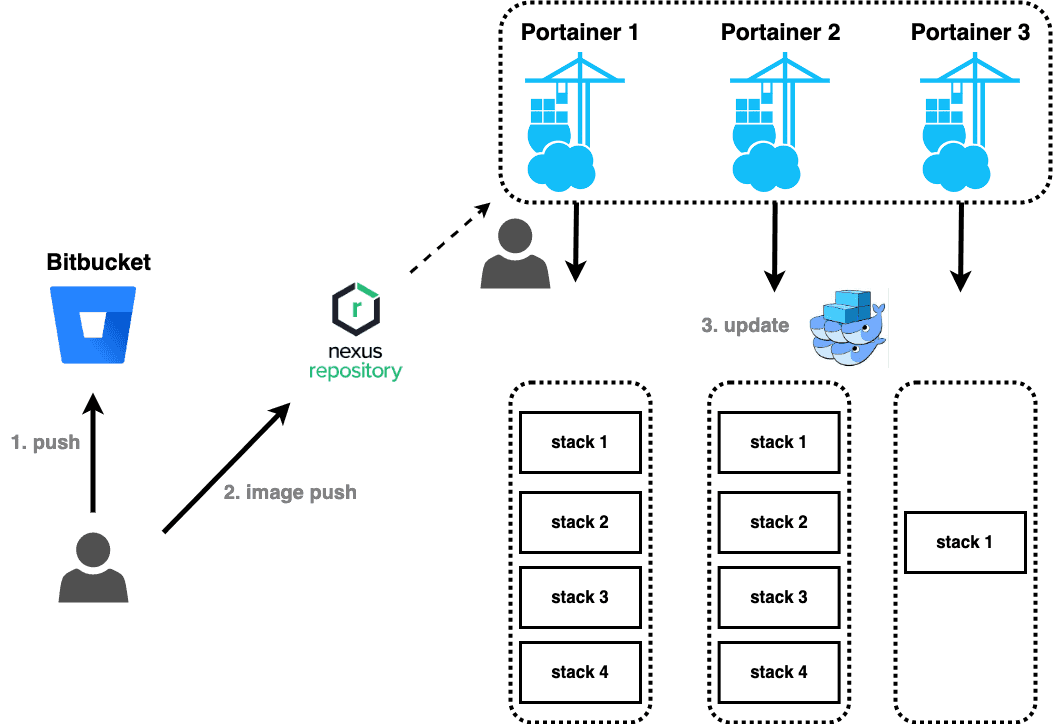 Portainer 1
Portainer 2
Portainer 3
Bitbucket
r
nexus
repository
3. update
1. push
2. image push
stack 1
stack 2
stack 3
stack 4
stack 1
stack 2
stack 3
stack 4
stack 1